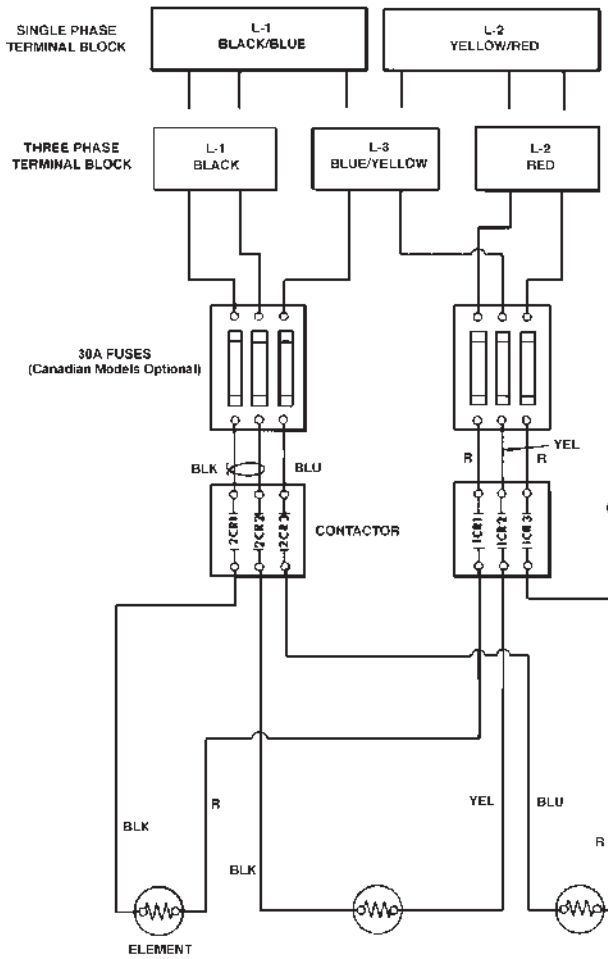 SINGLE PHASE
TERMINAL BLOCK
L-1
BLACK/BLUE
L-2
YELLOW/RED
THREE PHASE
TERMINAL BLOCK
L-1
BLACK
L-3
BLUE/YELLOW
L-2
RED
30A FUSES
(Canadian Models Optional)
BLK
BLU
R
R
YEL
2CR1
2CR2
2CR3
CONTACTOR
1CR1
1CR2
1CR3
BLK
R
BLK
YEL
BLU
R
ELEMENT